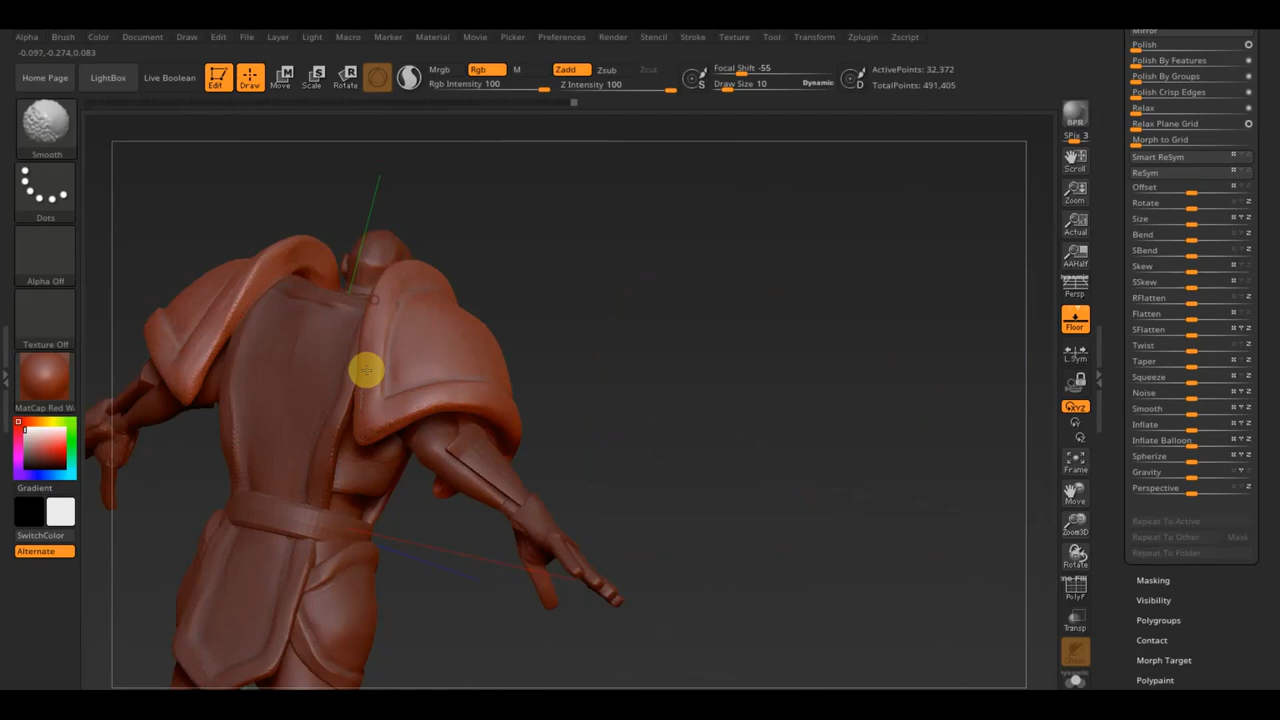 Alpha Brush Color Document Draw Edit File Layer Light Macro Marker Material Movie Picker Preferences Render Stencil Stroke Texture Tool Transform Zplugin Zscript
-0.097,-0.274,0.083
Home Page
LightBox
Live Boolean
Edit
Draw
Move
Scale
Rotate
Mrgb
Rgb
M
Rgb Intensity 100
Zadd
Zsub
Zcut
Z Intensity 100
Focal Shift -55
Draw Size 10
Dynamic
ActivePoints: 32,372
TotalPoints: 491,405
Smooth
Dots
Alpha Off
Texture Off
MatCap Red W
Gradient
SwitchColor
Alternate
BPR
SPix 3
Scroll
Zoom
Actual
AAHalf
Persp
Floor
L.Sym
XYZ
Frame
Move
Zoom3D
Rotate
PolyF
Transp
Mirror
Polish
Polish By Features
Polish By Groups
Polish Crisp Edges
Relax
Relax Plane Grid
Morph to Grid
Smart ReSym
ReSym
Offset
Rotate
Size
Bend
SBend
Skew
SSkew
RFlatten
Flatten
SFlatten
Twist
Taper
Squeeze
Noise
Smooth
Inflate
Inflate Balloon
Spherize
Gravity
Perspective
Repeat To Active
Repeat To Other Mask
Repeat To Folder
Masking
Visibility
Polygroups
Contact
Morph Target
Polypaint